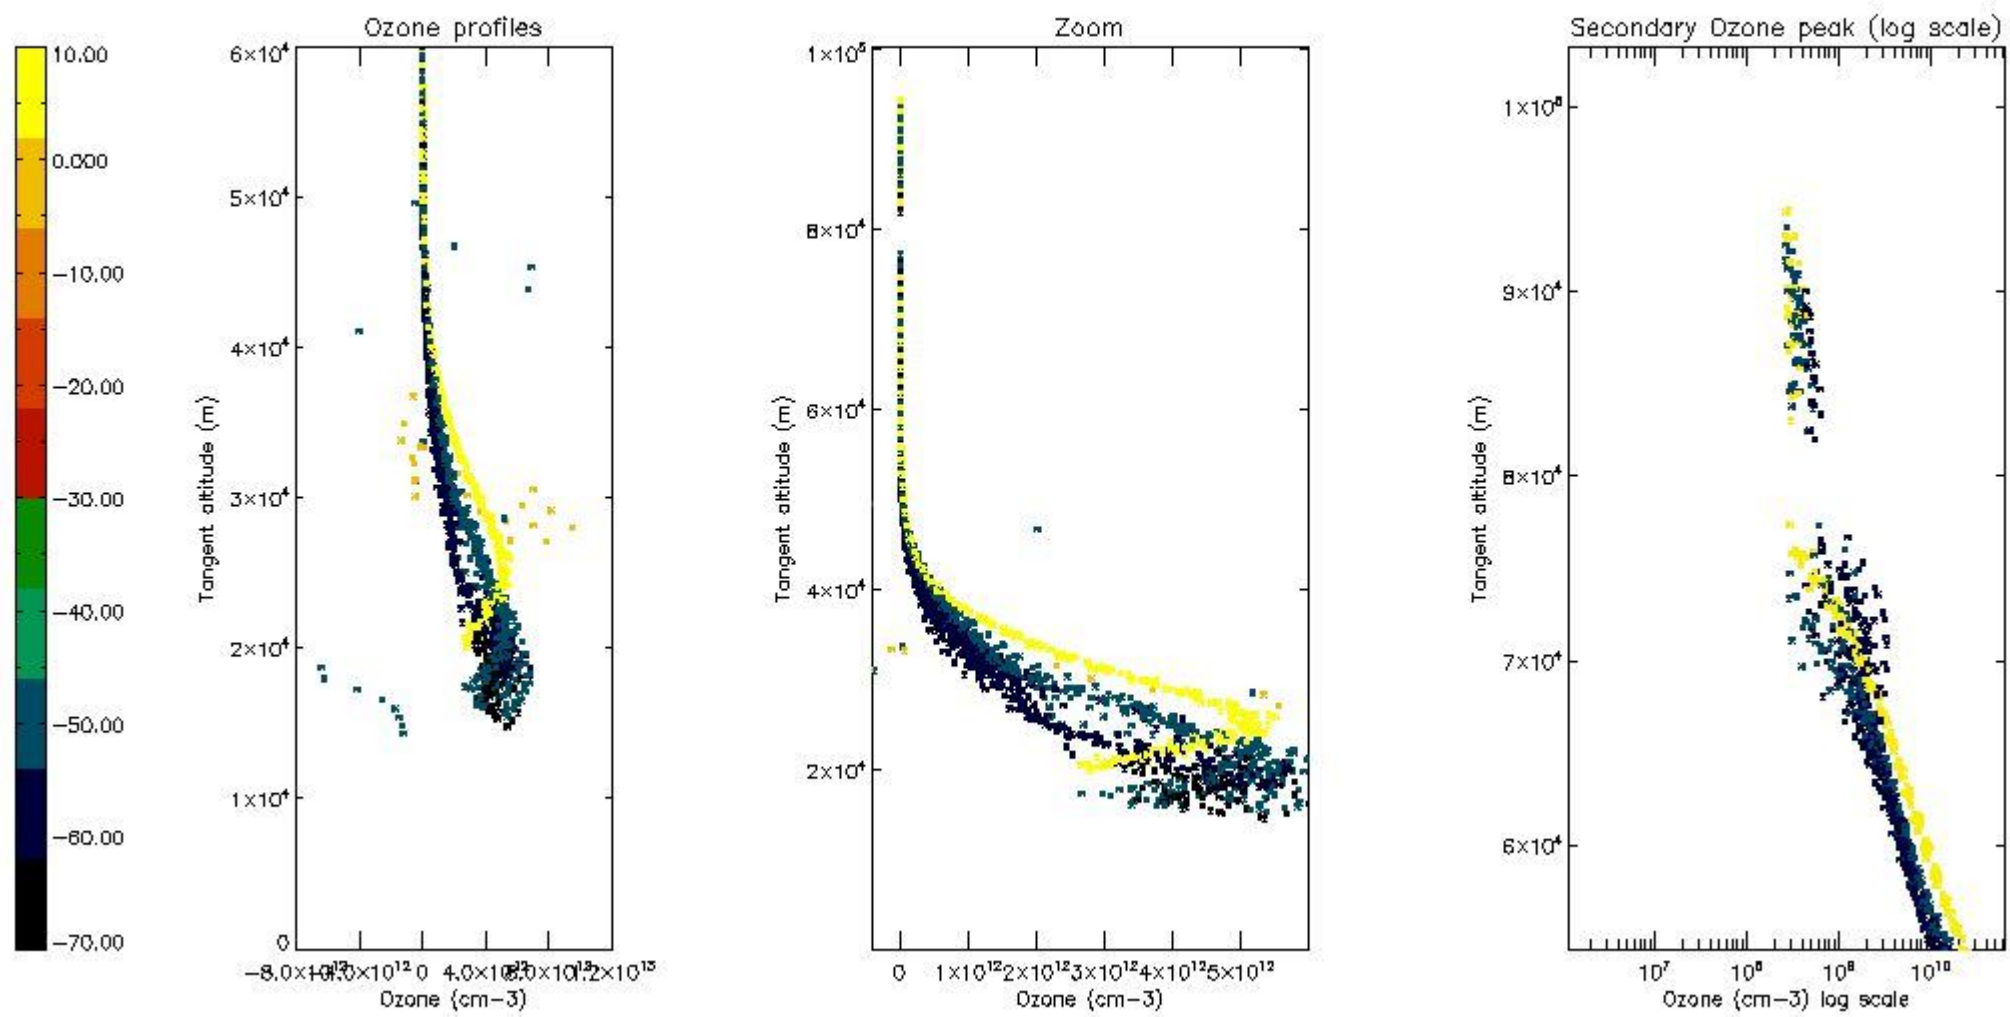 Ozone profiles
Zoom
Secondary Ozone peak (log scale)
10.00
0.000
−10.00
−20.00
−30.00
−40.00
−50.00
−60.00
−70.00
6×10⁴
5×10⁴
4×10⁴
3×10⁴
2×10⁴
1×10⁴
0
Tangent altitude (m)
0
Ozone (cm−3)
1×10⁵
8×10⁴
6×10⁴
4×10⁴
2×10⁴
Tangent altitude (m)
0 1×10¹² 2×10¹² 3×10¹² 4×10¹² 5×10¹²
Ozone (cm−3)
9×10⁴
8×10⁴
7×10⁴
6×10⁴
Tangent altitude (m)
10⁷ 10⁸ 10⁹ 10¹⁰
Ozone (cm−3) log scale